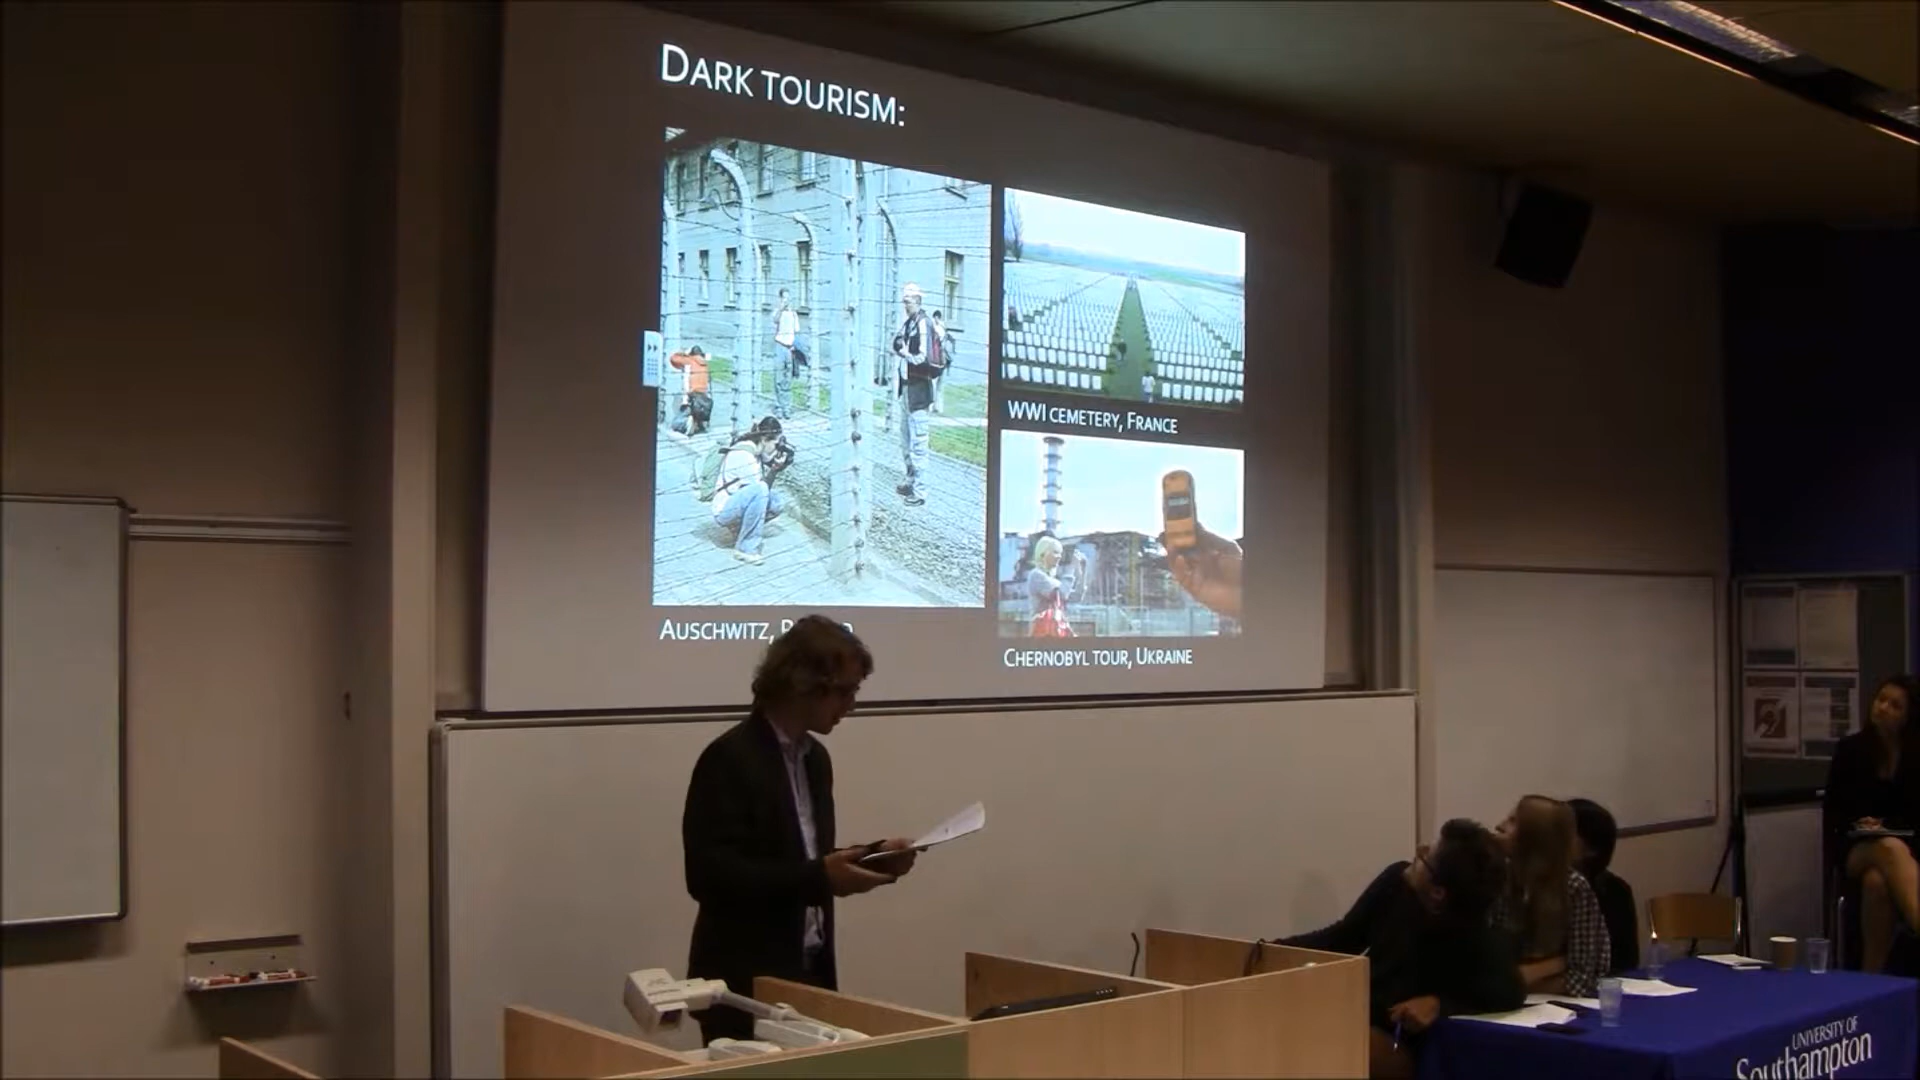 DARK TOURISM:
WWI CEMETERY, FRANCE
AUSCHWITZ,
CHERNOBYL TOUR, UKRAINE
UNIVERSITY OF
Southampton